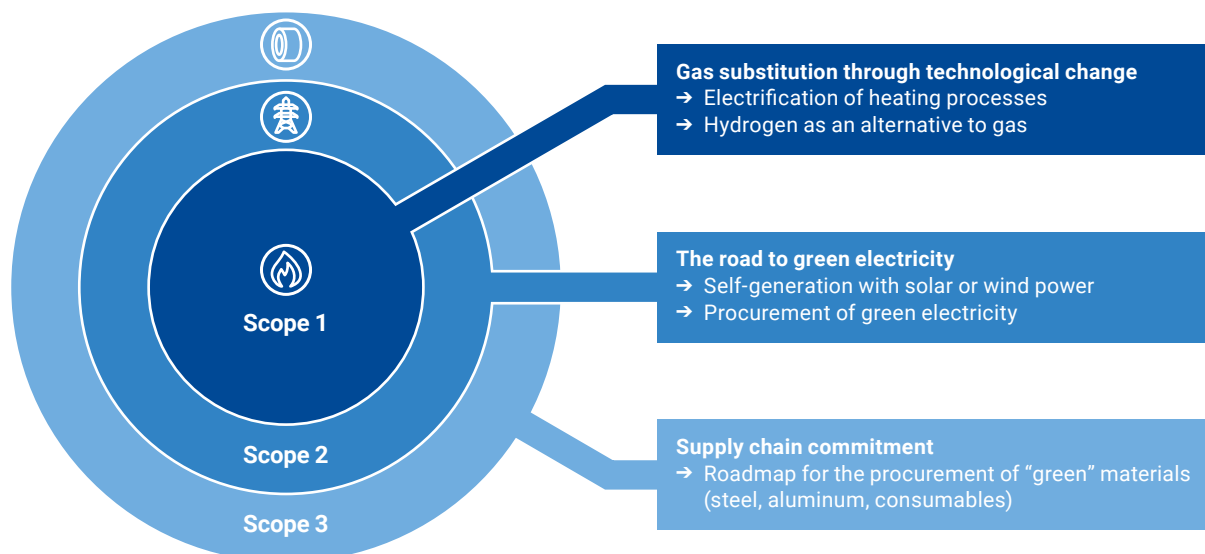 Scope 1
Scope 2
Scope 3
Gas substitution through technological change
➔ Electrification of heating processes
➔ Hydrogen as an alternative to gas
The road to green electricity
➔ Self-generation with solar or wind power
➔ Procurement of green electricity
Supply chain commitment
➔ Roadmap for the procurement of “green” materials
(steel, aluminum, consumables)